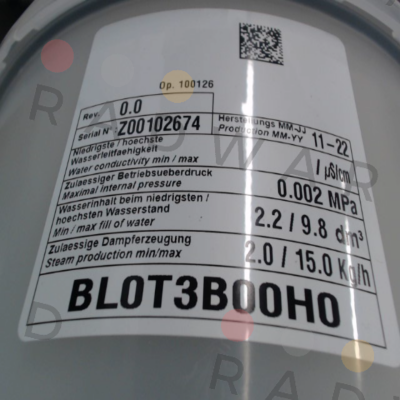 Op. 100126
Rev. 0.0
Serial N° Z00102674
Herstellungs MM-JJ
Production MM-YY 11-22
Niedrigste / hoechste
Wasserleitfaehigkeit
Water conductivity min / max / µS/cm
Zulaessiger Betriebsueberdruck
Maximal internal pressure 0.002 MPa
Wasserinhalt beim niedrigsten /
hoechsten Wasserstand
Min / max fill of water 2.2 / 9.8 dm³
Zulaessige Dampferzeugung
Steam production min/max 2.0 / 15.0 Kg/h
BL0T3B00H0